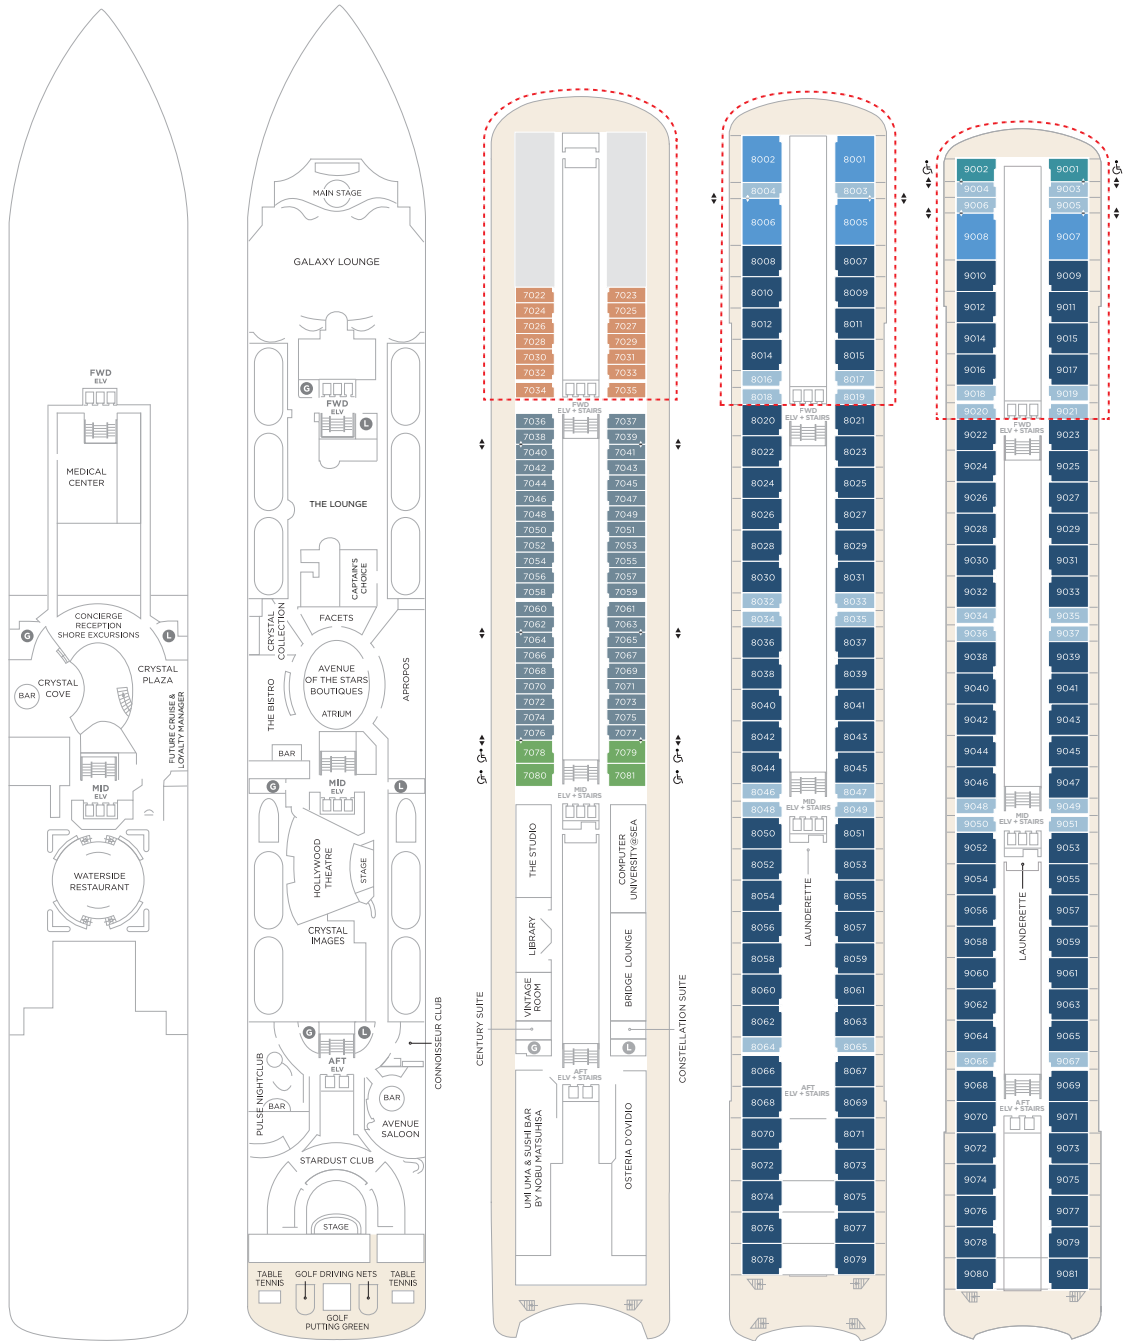 FWD
ELV
MEDICAL
CENTER
CONCIERGE
RECEPTION
SHORE EXCURSIONS
G
L
CRYSTAL
PLAZA
CRYSTAL
COVE
BAR
FUTURE CRUISE &
LOYALTY MANAGER
MID
ELV
WATERSIDE
RESTAURANT
MAIN STAGE
GALAXY LOUNGE
G
FWD
ELV
L
THE LOUNGE
CAPTAIN'S
CHOICE
CRYSTAL
COLLECTION
FACETS
AVENUE
OF THE STARS
BOUTIQUES
ATRIUM
APROPOS
THE BISTRO
BAR
G
MID
ELV
L
HOLLYWOOD
THEATRE
STAGE
CRYSTAL
IMAGES
G
L
AFT
ELV
CONNOISSEUR CLUB
PULSE NIGHTCLUB
BAR
BAR
AVENUE
SALOON
STARDUST CLUB
STAGE
TABLE
TENNIS
GOLF DRIVING NETS
TABLE
TENNIS
GOLF
PUTTING GREEN
7022 7023
7024 7025
7026 7027
7028 7029
7030 7031
7032 7033
7034 7035
FWD
ELV + STAIRS
7036 7037
7038 7039
7040 7041
7042 7043
7044 7045
7046 7047
7048 7049
7050 7051
7052 7053
7054 7055
7056 7057
7058 7059
7060 7061
7062 7063
7064 7065
7066 7067
7068 7069
7070 7071
7072 7073
7074 7075
7076 7077
7078 7079
7080 7081
MID
ELV + STAIRS
THE STUDIO
COMPUTER
UNIVERSITY@SEA
LIBRARY
BRIDGE LOUNGE
VINTAGE
ROOM
CENTURY SUITE
CONSTELLATION SUITE
G
L
AFT
ELV + STAIRS
UMI UMA & SUSHI BAR
BY NOBU MATSUHISA
OSTERIA D'OVIDIO
8002 8001
8004 8003
8006 8005
8008 8007
8010 8009
8012 8011
8014 8015
8016 8017
8018 8019
FWD
ELV + STAIRS
8020 8021
8022 8023
8024 8025
8026 8027
8028 8029
8030 8031
8032 8033
8034 8035
8036 8037
8038 8039
8040 8041
8042 8043
8044 8045
8046 8047
8048 8049
MID
ELV + STAIRS
8050 8051
8052 8053
8054 8055
8056 8057
8058 8059
8060 8061
8062 8063
8064 8065
LAUNDERETTE
8066 8067
8068 8069
AFT
ELV + STAIRS
8070 8071
8072 8073
8074 8075
8076 8077
8078 8079
9002 9001
9004 9003
9006 9005
9008 9007
9010 9009
9012 9011
9014 9015
9016 9017
9018 9019
9020 9021
FWD
ELV + STAIRS
9022 9023
9024 9025
9026 9027
9028 9029
9030 9031
9032 9033
9034 9035
9036 9037
9038 9039
9040 9041
9042 9043
9044 9045
9046 9047
9048 9049
9050 9051
MID
ELV + STAIRS
9052 9053
9054 9055
9056 9057
9058 9059
9060 9061
9062 9063
9064 9065
9066 9067
LAUNDERETTE
9068 9069
9070 9071
AFT
ELV + STAIRS
9072 9073
9074 9075
9076 9077
9078 9079
9080 9081